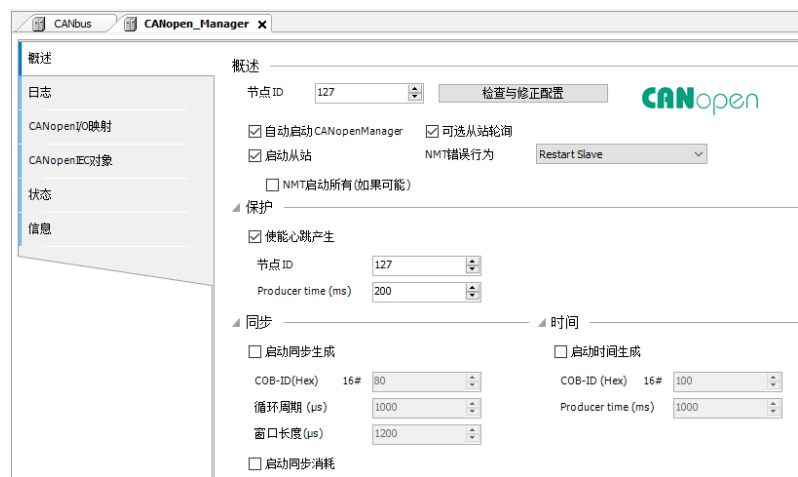 CANbus
CANopen_Manager
概述
日志
CANopenI/O映射
CANopenIEC对象
状态
信息
概述
节点ID 127 检查与修正配置
CANopen
自动启动CANopenManager 可选从站轮询
启动从站 NMT错误行为 Restart Slave
NMT启动所有(如果可能)
保护
使能心跳产生
节点ID 127
Producer time (ms) 200
同步 时间
启动同步生成 启动时间生成
COB-ID(Hex) 16# 80 COB-ID (Hex) 16# 100
循环周期 (μs) 1000 Producer time (ms) 1000
窗口长度(μs) 1200
启动同步消耗